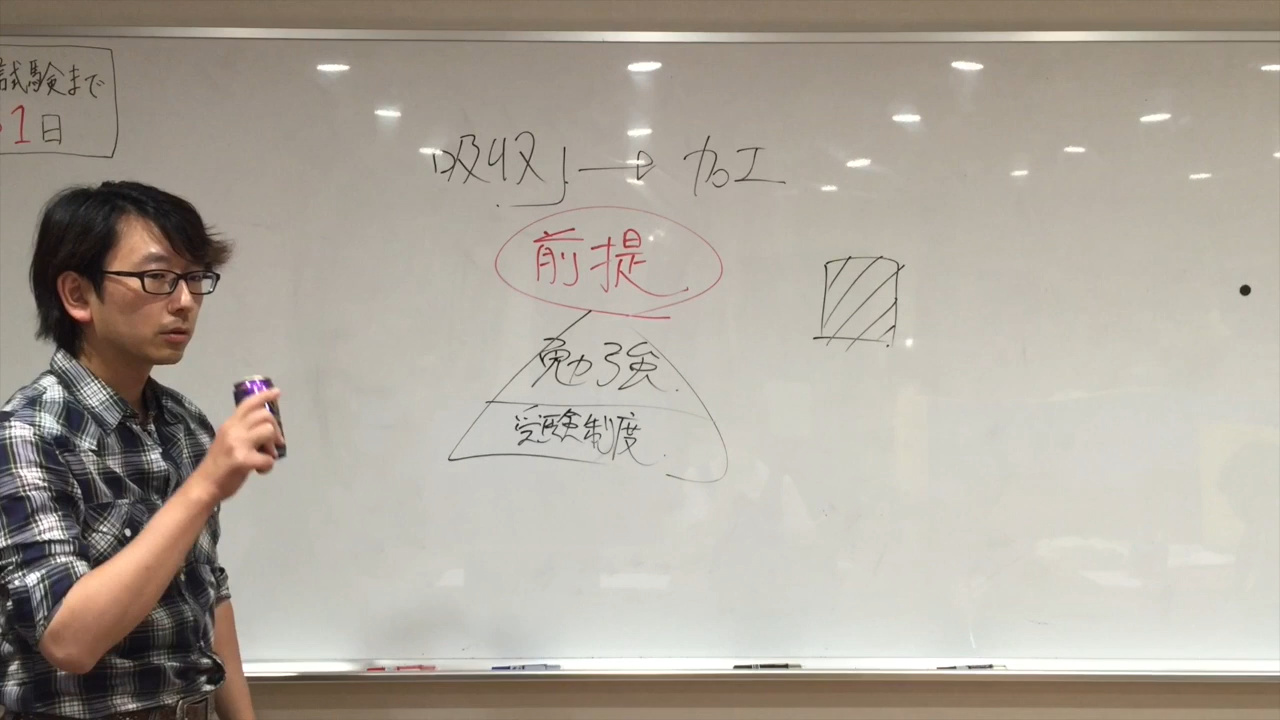 試験まで
1日
吸収 → 加工
前提
勉強
受験制度